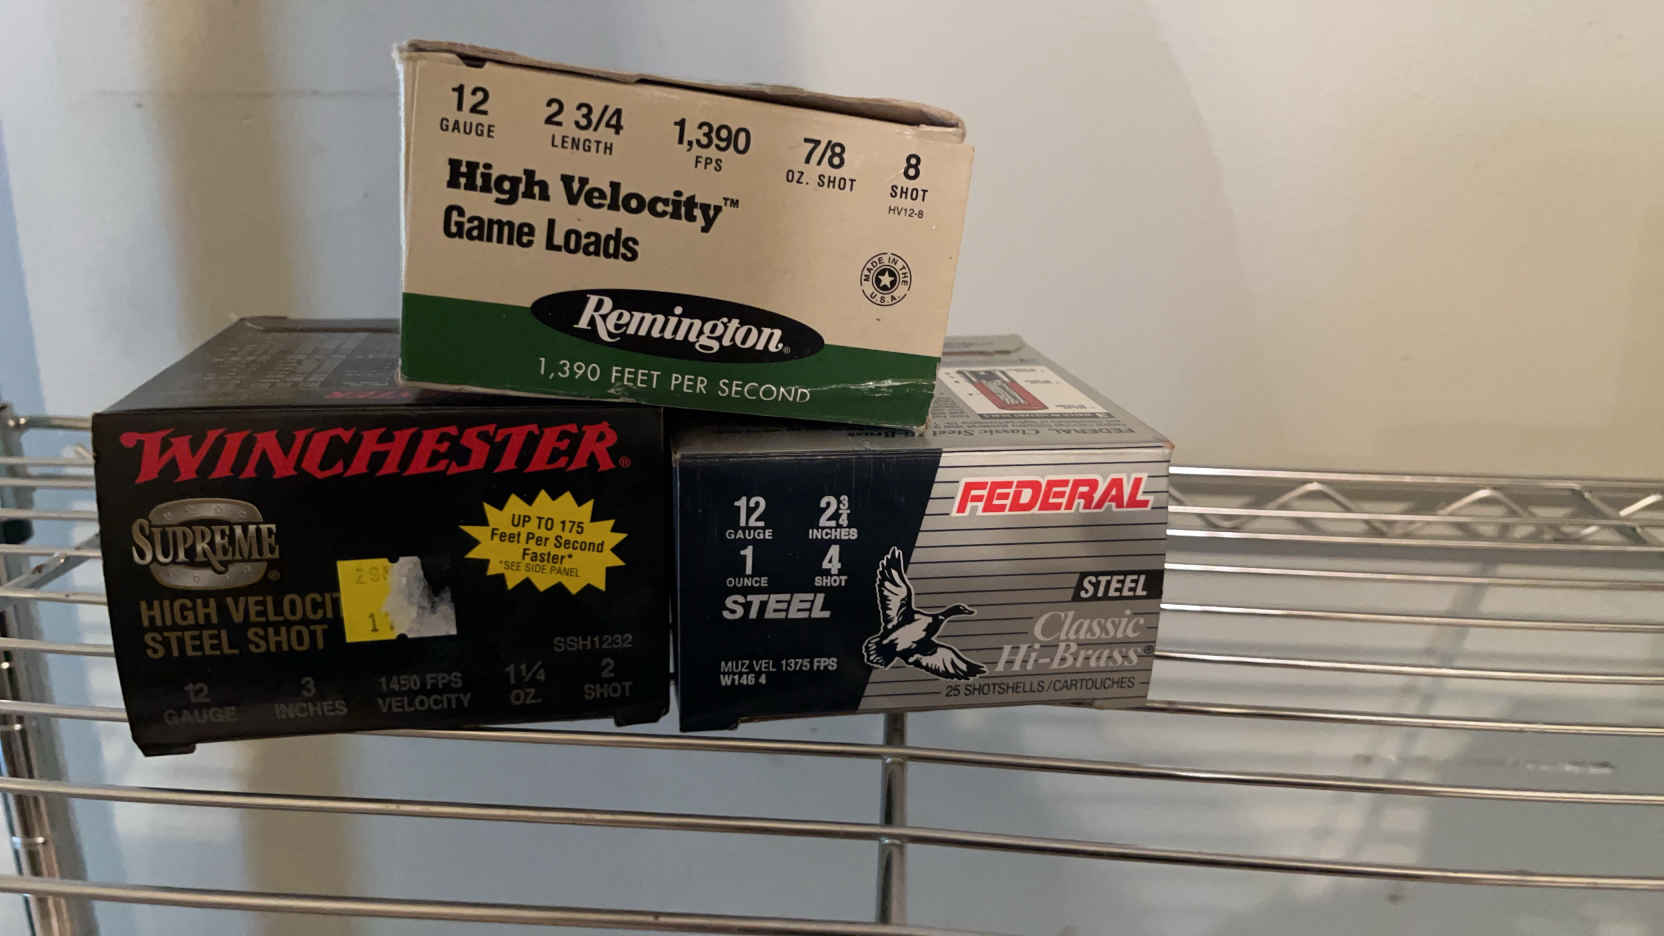 12 2 3/4 1,390 7/8 8
GAUGE LENGTH FPS OZ. SHOT SHOT
HV12-8
High Velocity™
Game Loads
MADE IN THE
U.S.A.
Remington®
1,390 FEET PER SECOND
WINCHESTER®
SUPREME®
UP TO 175
Feet Per Second
Faster*
*SEE SIDE PANEL
HIGH VELOCI
STEEL SHOT
SSH1232
12 3 1450 FPS 1¼ 2
GAUGE INCHES VELOCITY OZ. SHOT
FEDERAL Classic Steel
FEDERAL
12 2¾
GAUGE INCHES
1 4
OUNCE SHOT
STEEL
MUZ VEL 1375 FPS
W146 4
STEEL
Classic
Hi-Brass®
25 SHOTSHELLS/CARTOUCHES